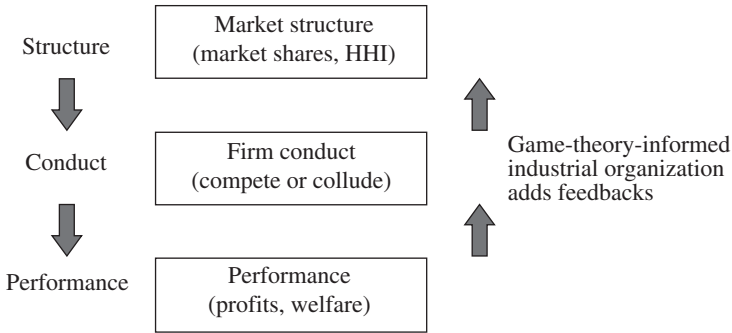 Structure
Market structure
(market shares, HHI)
Conduct
Firm conduct
(compete or collude)
Game-theory-informed
industrial organization
adds feedbacks
Performance
Performance
(profits, welfare)